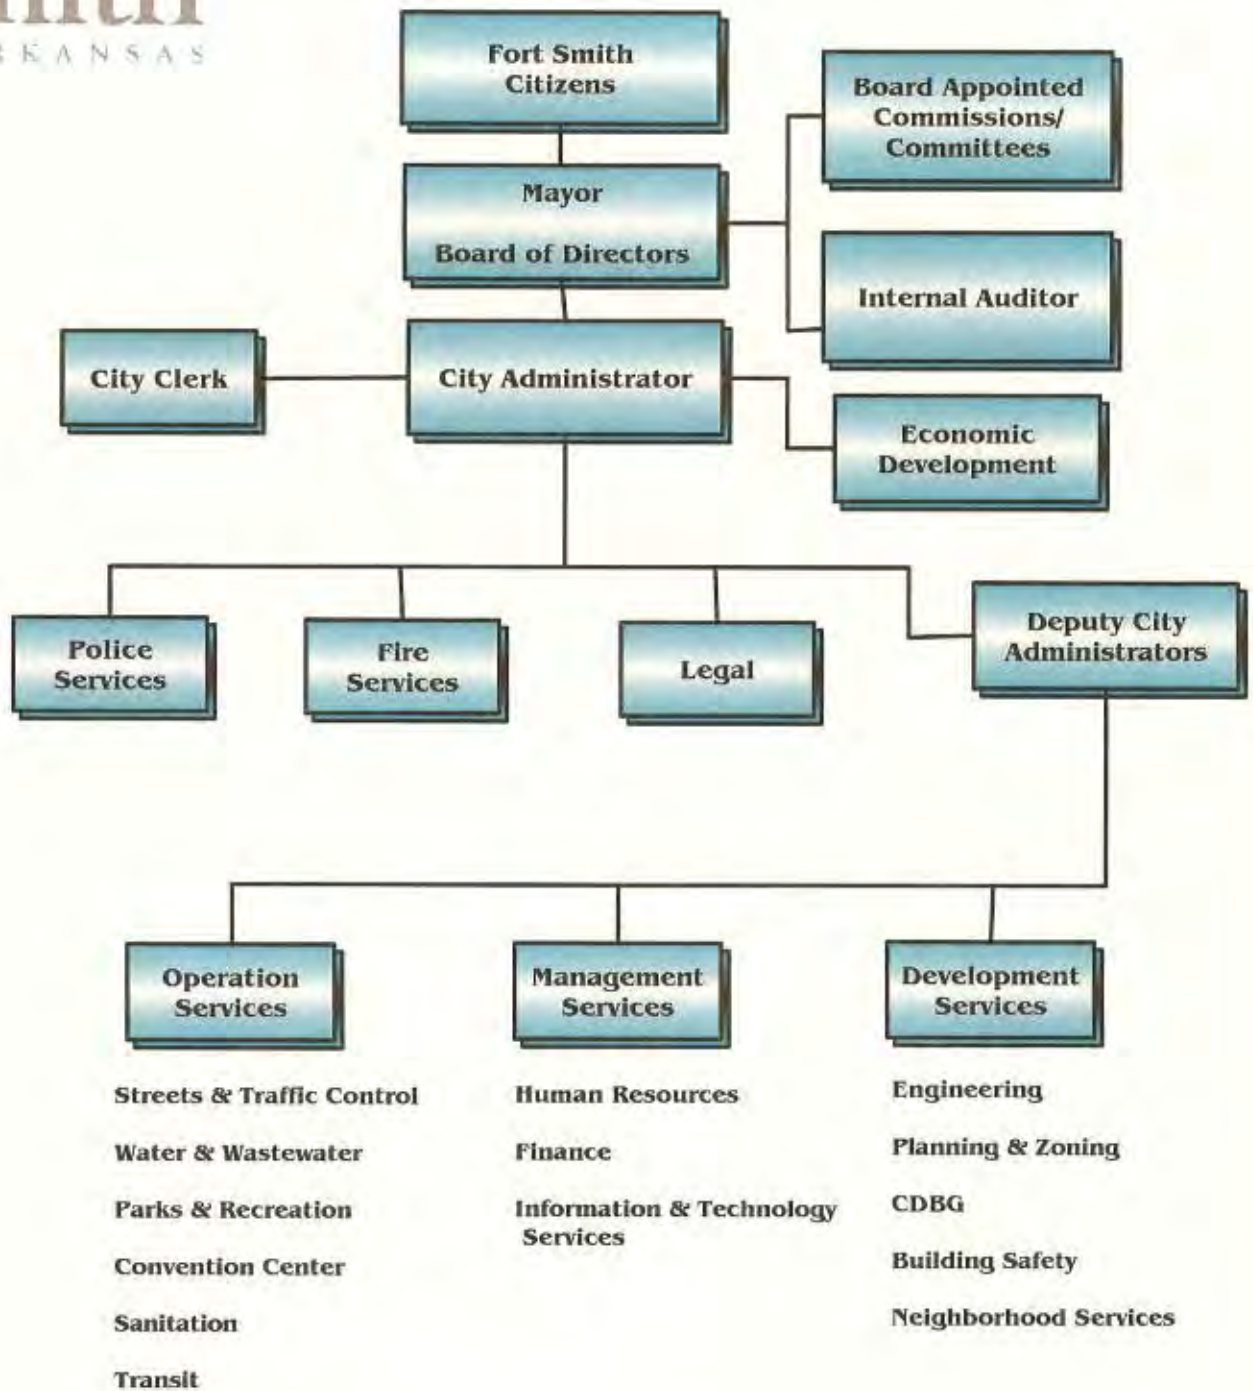 ARKANSAS
Fort Smith
Citizens
Board Appointed
Commissions/
Committees
Mayor
Board of Directors
Internal Auditor
City Clerk
City Administrator
Economic
Development
Police
Services
Fire
Services
Legal
Deputy City
Administrators
Operation
Services
Management
Services
Development
Services
Streets & Traffic Control
Water & Wastewater
Parks & Recreation
Convention Center
Sanitation
Transit
Human Resources
Finance
Information & Technology
Services
Engineering
Planning & Zoning
CDBG
Building Safety
Neighborhood Services